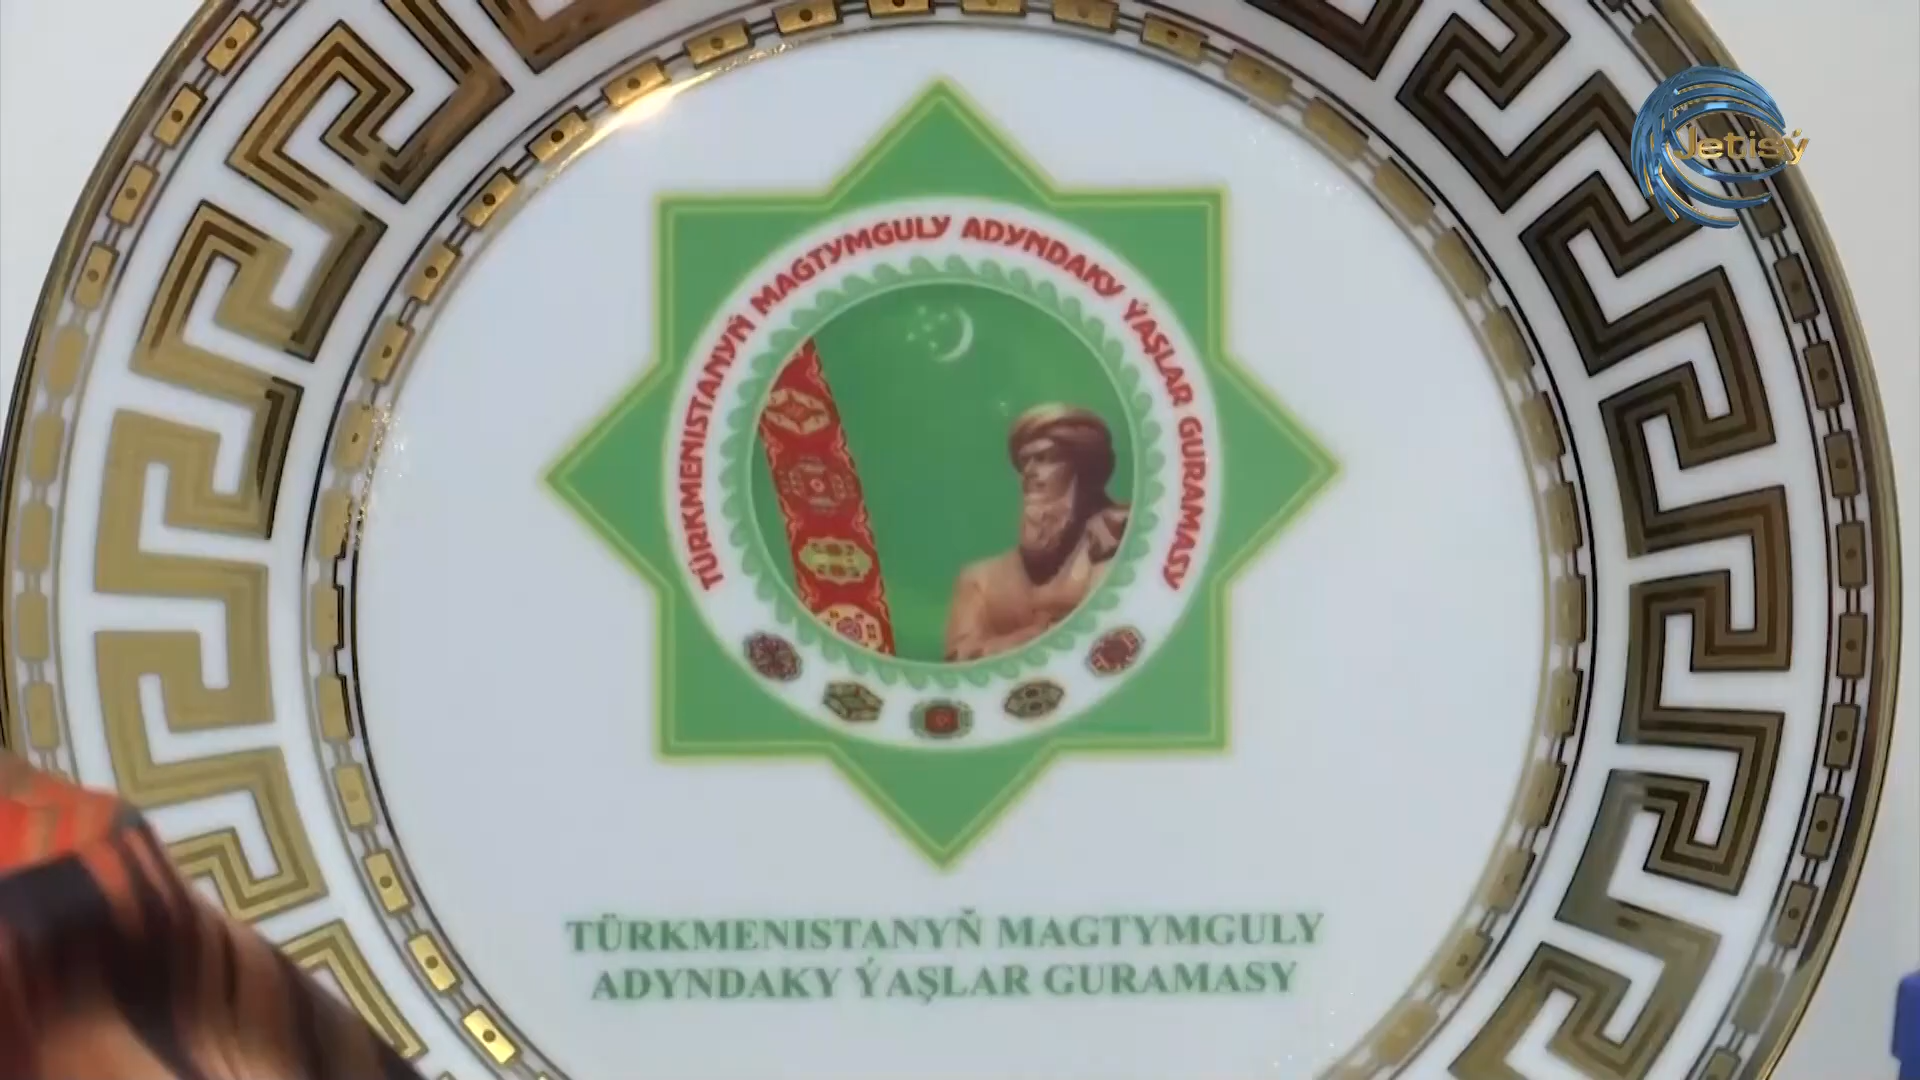 Jetisý
TÜRKMENISTANYŇ MAGTYMGULY ADYNDAKY ÝAŞLAR GURAMASY
TÜRKMENISTANYŇ MAGTYMGULY
ADYNDAKY ÝAŞLAR GURAMASY